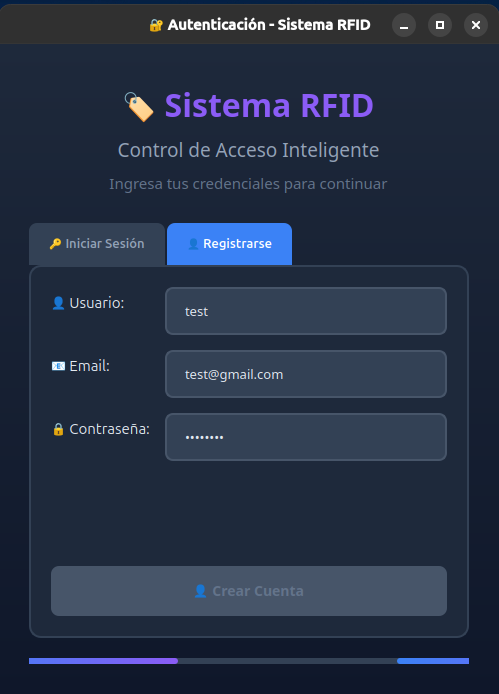 🔐 Autenticación - Sistema RFID
🏷️ Sistema RFID
Control de Acceso Inteligente
Ingresa tus credenciales para continuar
🔑 Iniciar Sesión 👤 Registrarse
👤 Usuario: test
📧 Email: test@gmail.com
🔒 Contraseña: ••••••••
👤 Crear Cuenta